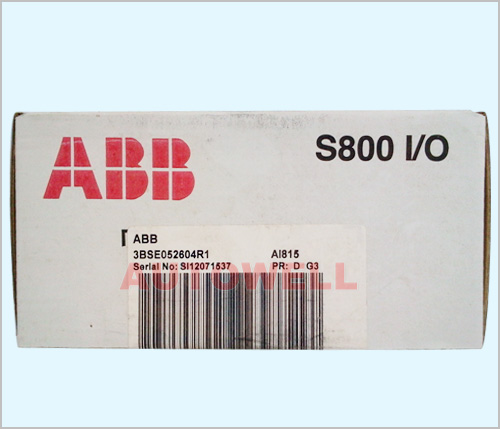 ABB
S800 I/O
ABB
3BSE052604R1 AI815
Serial No: SI12071537 PR: D G3
AUTOWELL